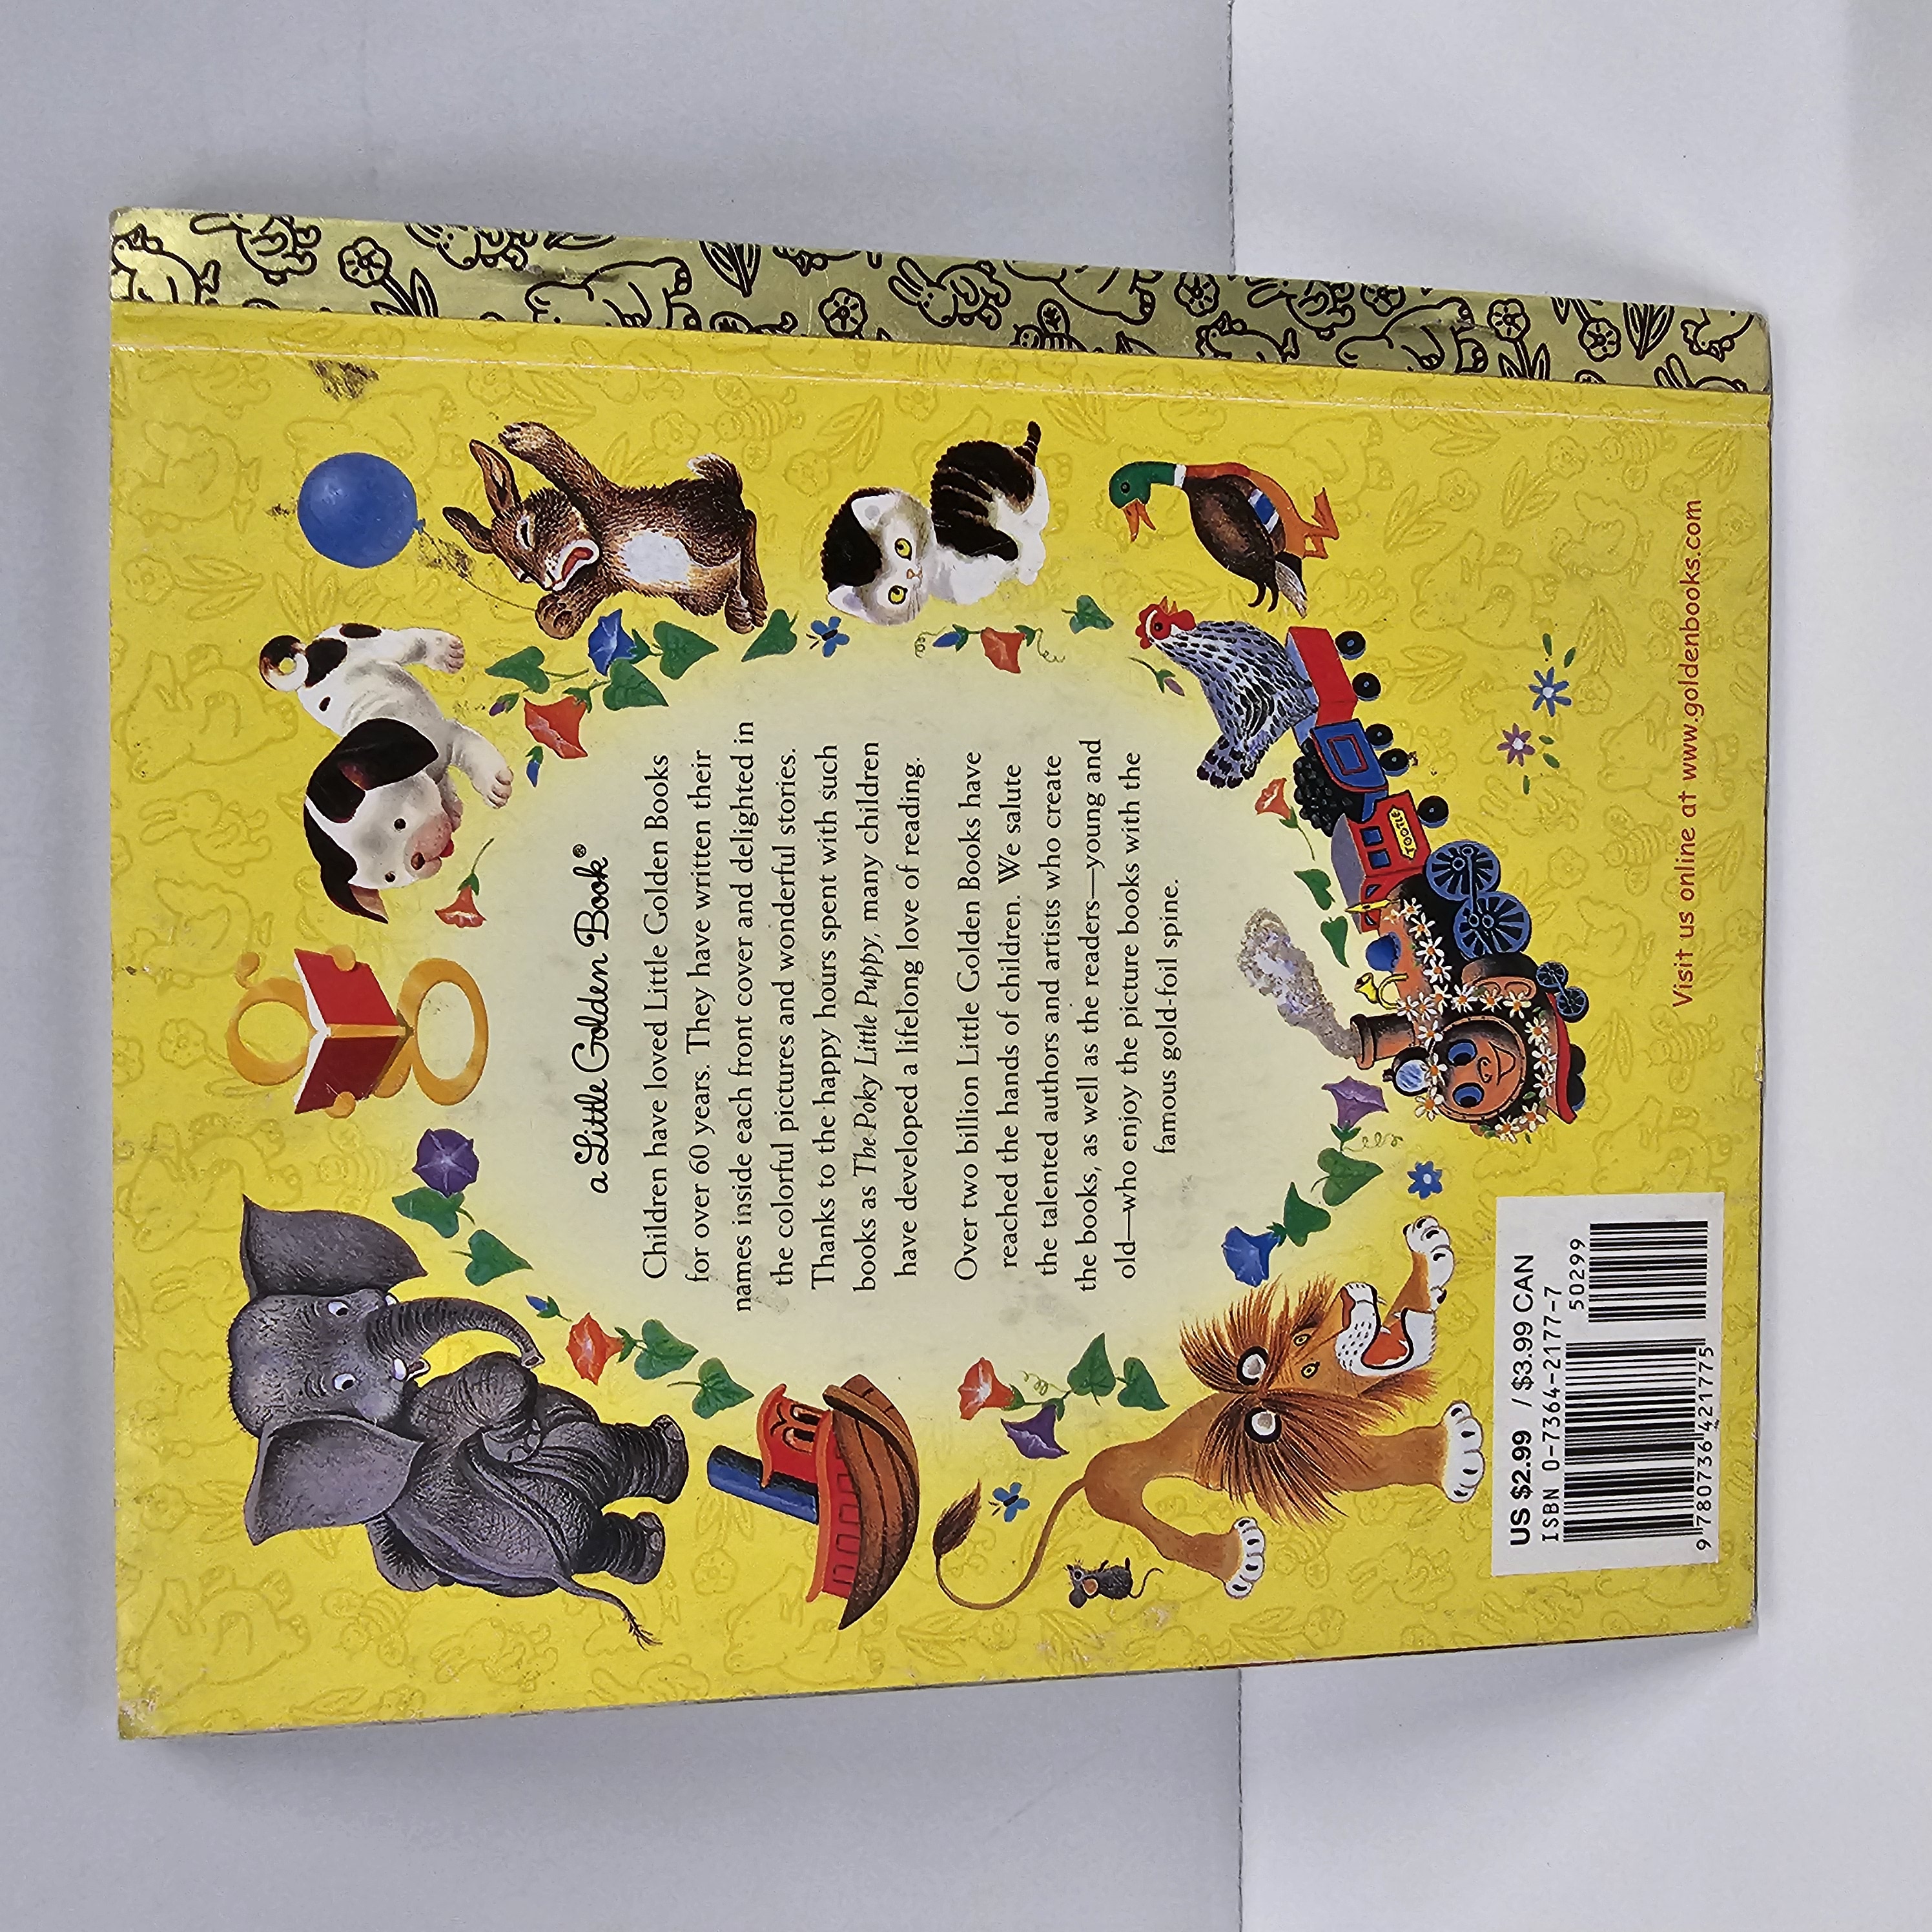 g
a Little Golden Book®
Children have loved Little Golden Books
for over 60 years. They have written their
names inside each front cover and delighted in
the colorful pictures and wonderful stories.
Thanks to the happy hours spent with such
books as The Poky Little Puppy, many children
have developed a lifelong love of reading.
Over two billion Little Golden Books have
reached the hands of children. We salute
the talented authors and artists who create
the books, as well as the readers—young and
old—who enjoy the picture books with the
famous gold-foil spine.
TOOTLE
US $2.99 / $3.99 CAN
ISBN 0-7364-2177-7
50299
9 780736 421775
Visit us online at www.goldenbooks.com